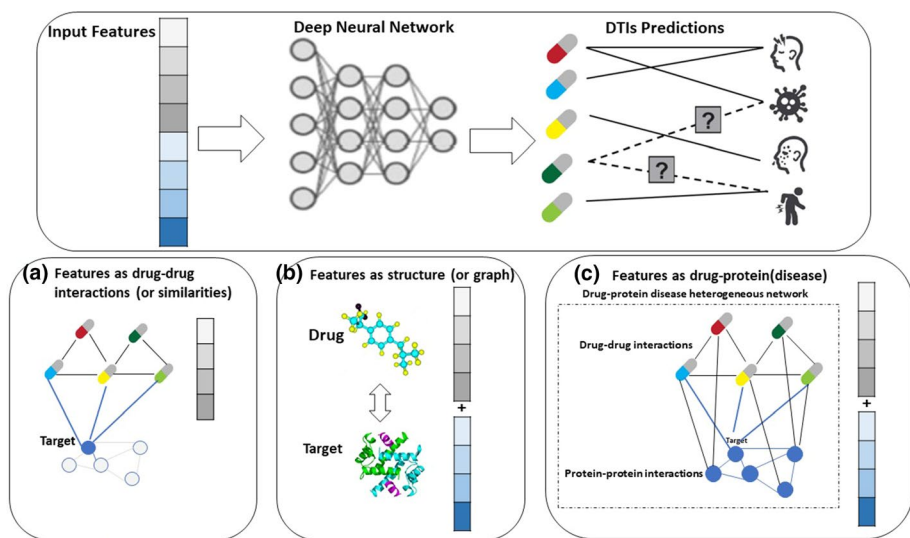 Input Features
Deep Neural Network
DTIs Predictions
?
?
(a) Features as drug-drug
interactions (or similarities)
Target
(b) Features as structure (or graph)
Drug
Target
+
(c) Features as drug-protein(disease)
Drug-protein disease heterogeneous network
Drug-drug interactions
Target
Protein-protein interactions
+